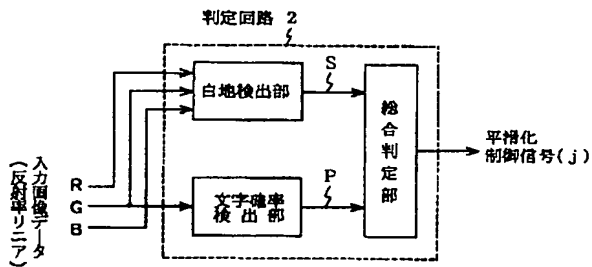 判定回路 2
白地検出部
S
総合判定部
平滑化
制御信号(j)
入力画像データ
(反射率リニア)
R
G
B
文字確率
検出部
P